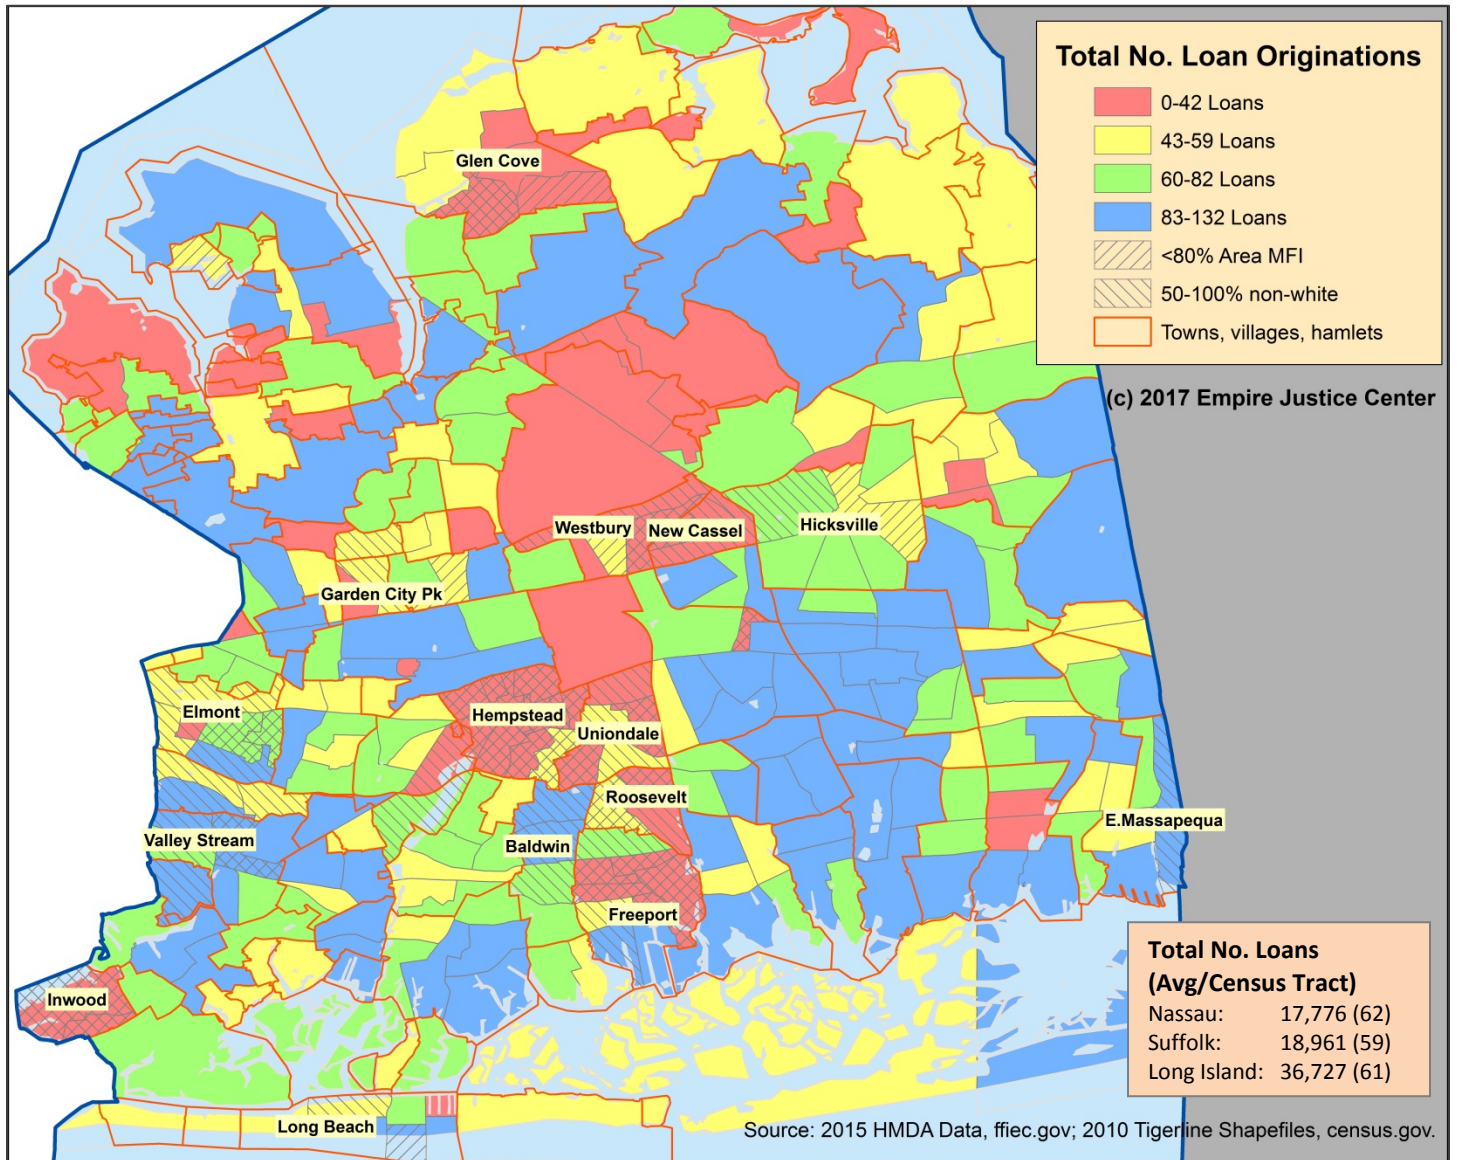 Total No. Loan Originations
0-42 Loans
43-59 Loans
60-82 Loans
83-132 Loans
<80% Area MFI
50-100% non-white
Towns, villages, hamlets
(c) 2017 Empire Justice Center
Glen Cove
Westbury
New Cassel
Hicksville
Garden City Pk
Elmont
Hempstead
Uniondale
Roosevelt
E.Massapequa
Valley Stream
Baldwin
Freeport
Inwood
Long Beach
Total No. Loans
(Avg/Census Tract)
Nassau: 17,776 (62)
Suffolk: 18,961 (59)
Long Island: 36,727 (61)
Source: 2015 HMDA Data, ffiec.gov; 2010 Tigerline Shapefiles, census.gov.